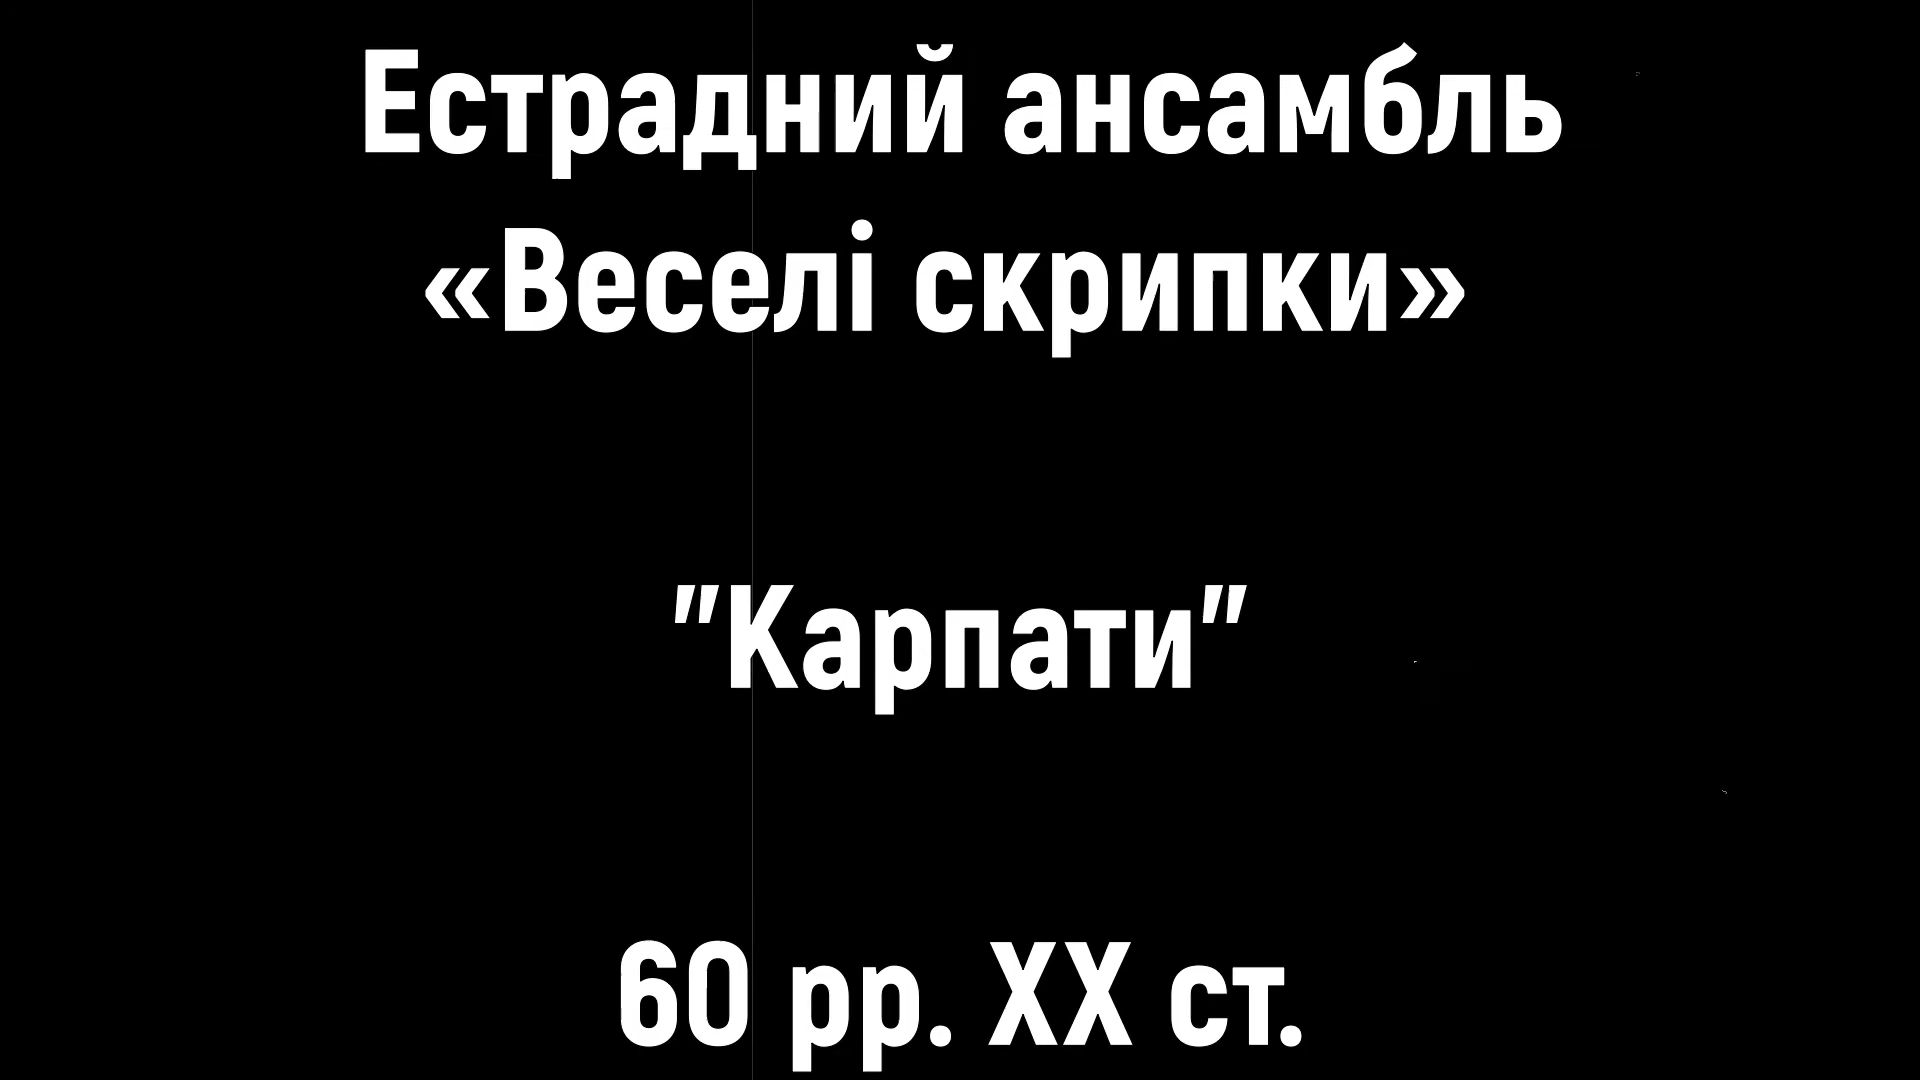 Естрадний ансамбль
«Веселі скрипки»
"Карпати"
60 рр. ХХ ст.